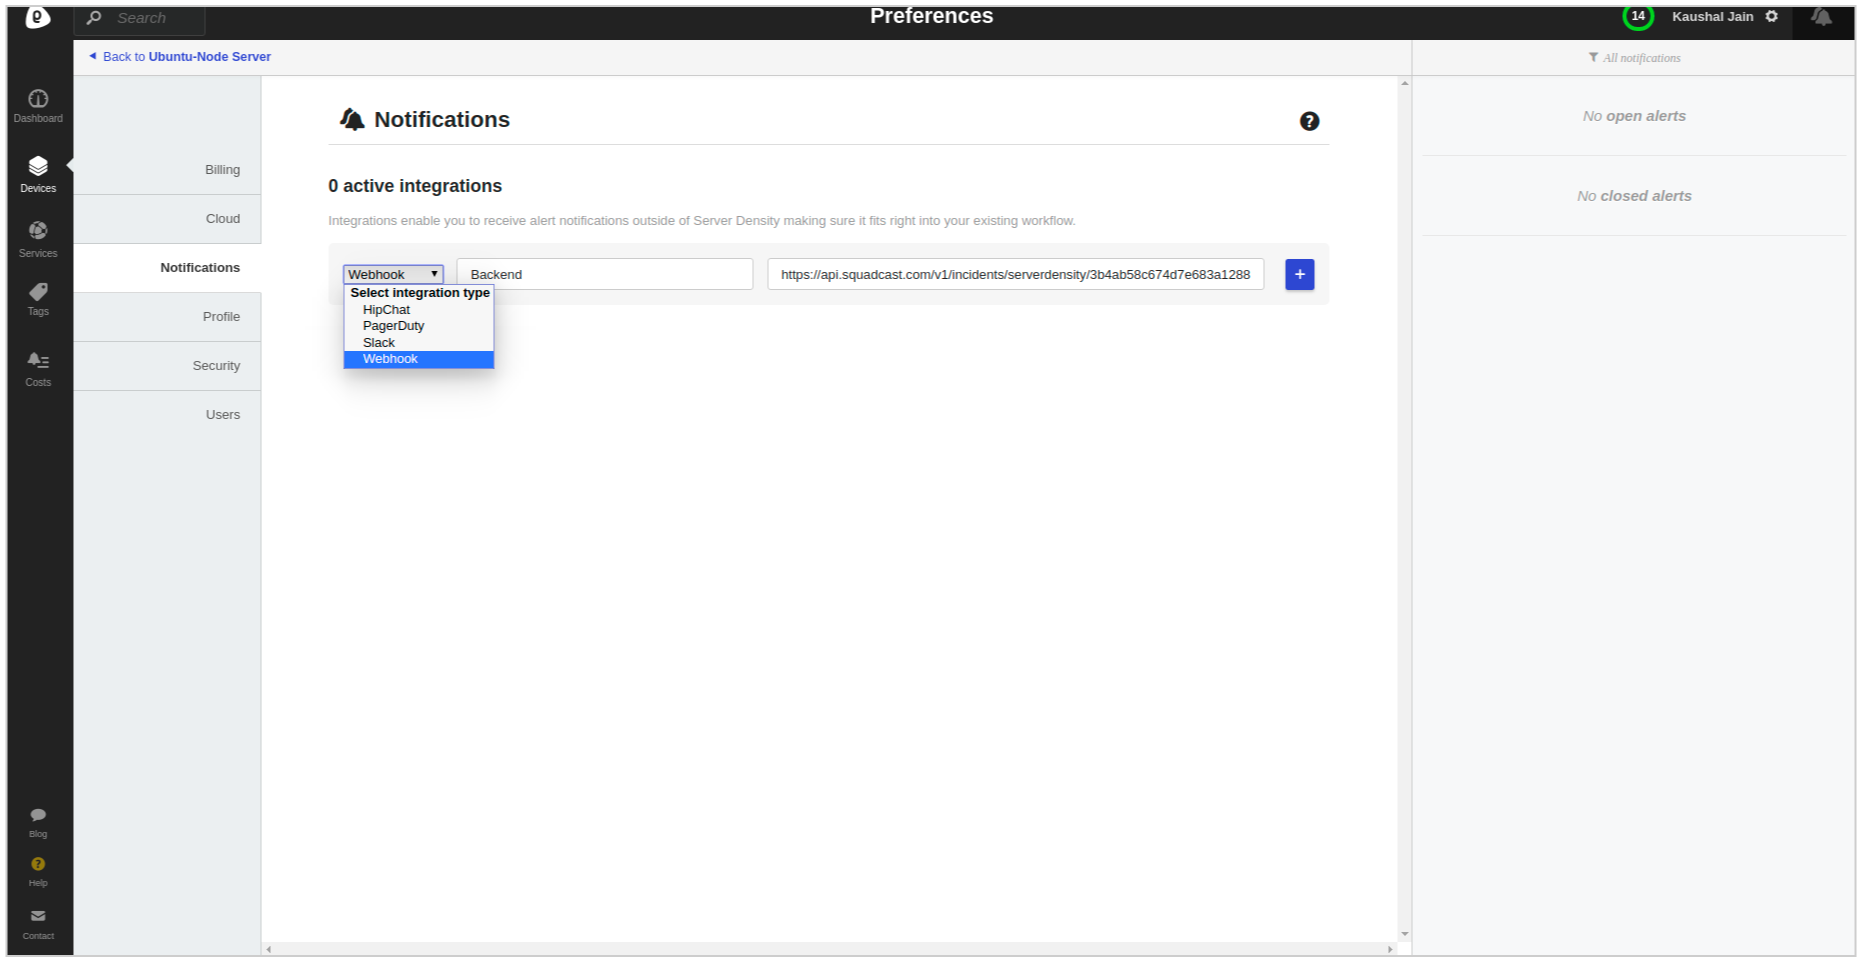 Search
Preferences
14
Kaushal Jain
Back to Ubuntu-Node Server
All notifications
Dashboard
Devices
Services
Tags
Costs
Blog
Help
Contact
Billing
Cloud
Notifications
Profile
Security
Users
Notifications
?
0 active integrations
Integrations enable you to receive alert notifications outside of Server Density making sure it fits right into your existing workflow.
Webhook
Backend
https://api.squadcast.com/v1/incidents/serverdensity/3b4ab58c674d7e683a1288
+
Select integration type
HipChat
PagerDuty
Slack
Webhook
No open alerts
No closed alerts